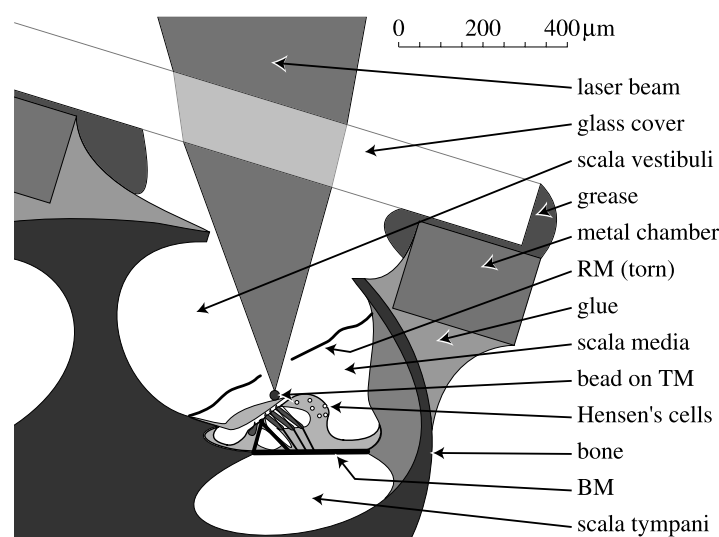 0 200 400μm
laser beam
glass cover
scala vestibuli
grease
metal chamber
RM (torn)
glue
scala media
bead on TM
Hensen's cells
bone
BM
scala tympani